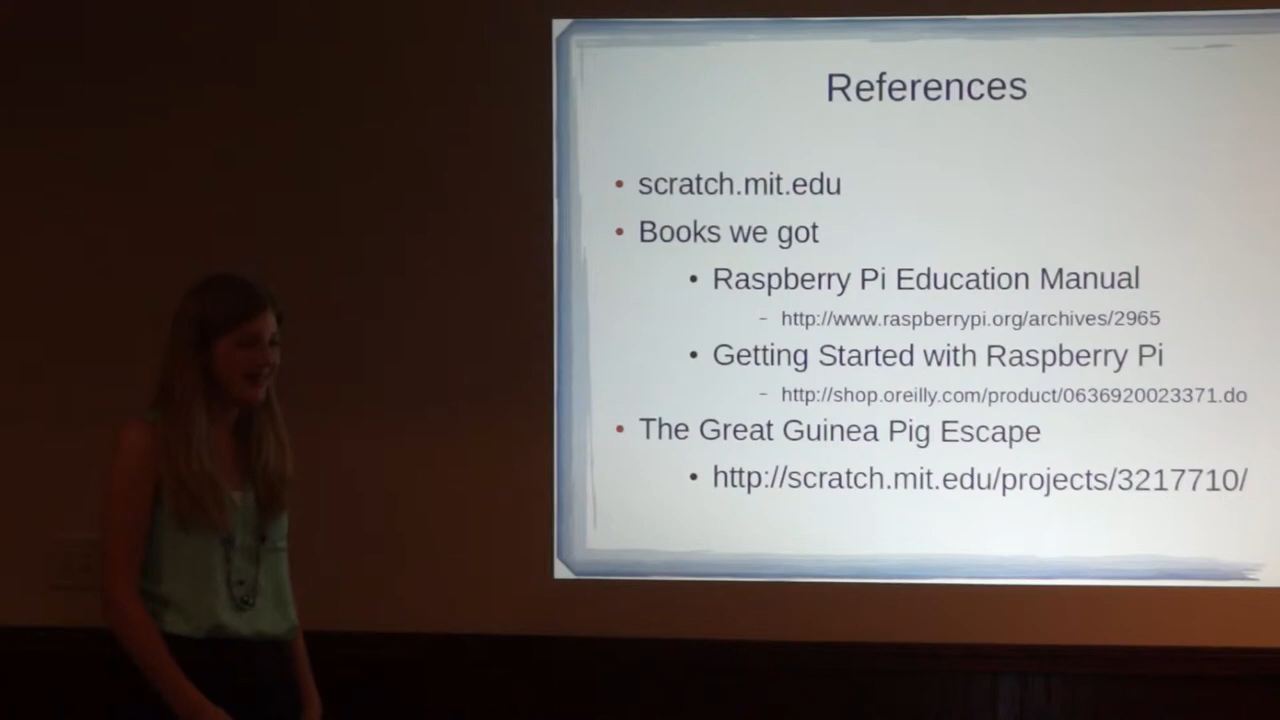 References
• scratch.mit.edu
• Books we got
• Raspberry Pi Education Manual
– http://www.raspberrypi.org/archives/2965
• Getting Started with Raspberry Pi
– http://shop.oreilly.com/product/0636920023371.do
• The Great Guinea Pig Escape
• http://scratch.mit.edu/projects/3217710/